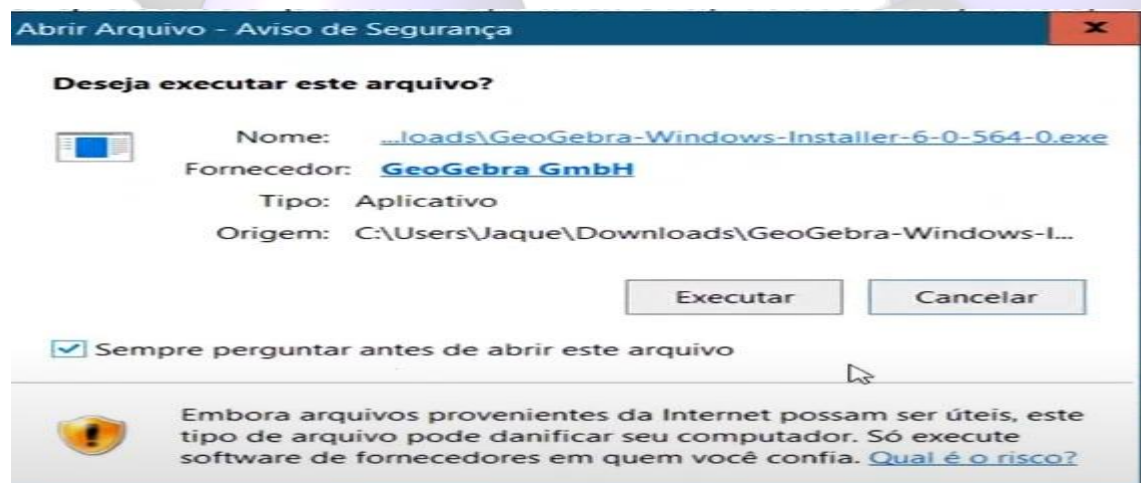 Abrir Arquivo - Aviso de Segurança
Deseja executar este arquivo?
Nome: ...loads\GeoGebra-Windows-Installer-6-0-564-0.exe
Fornecedor: GeoGebra GmbH
Tipo: Aplicativo
Origem: C:\Users\Jaque\Downloads\GeoGebra-Windows-I...
Executar Cancelar
Sempre perguntar antes de abrir este arquivo
Embora arquivos provenientes da Internet possam ser úteis, este
tipo de arquivo pode danificar seu computador. Só execute
software de fornecedores em quem você confia. Qual é o risco?